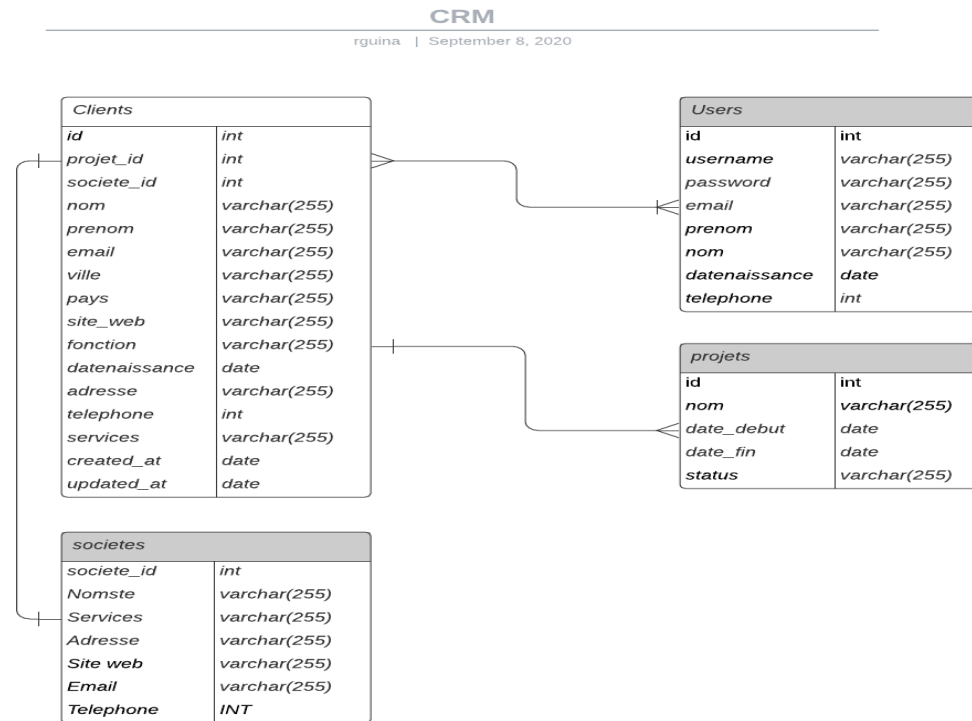 CRM
rguina | September 8, 2020
Clients
id int
projet_id int
societe_id int
nom varchar(255)
prenom varchar(255)
email varchar(255)
ville varchar(255)
pays varchar(255)
site_web varchar(255)
fonction varchar(255)
datenaissance date
adresse varchar(255)
telephone int
services varchar(255)
created_at date
updated_at date
Users
id int
username varchar(255)
password varchar(255)
email varchar(255)
prenom varchar(255)
nom varchar(255)
datenaissance date
telephone int
projets
id int
nom varchar(255)
date_debut date
date_fin date
status varchar(255)
societes
societe_id int
Nomste varchar(255)
Services varchar(255)
Adresse varchar(255)
Site web varchar(255)
Email varchar(255)
Telephone INT